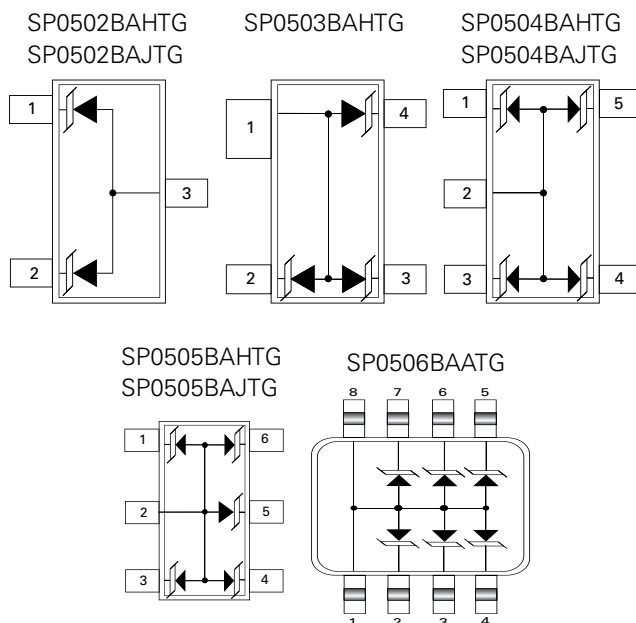 SP0502BAHTG
SP0502BAJTG
1
2
3
SP0503BAHTG
1
4
2
3
SP0504BAHTG
SP0504BAJTG
1
5
2
3
4
SP0505BAHTG
SP0505BAJTG
1
6
2
5
3
4
SP0506BAATG
8 7 6 5
1 2 3 4